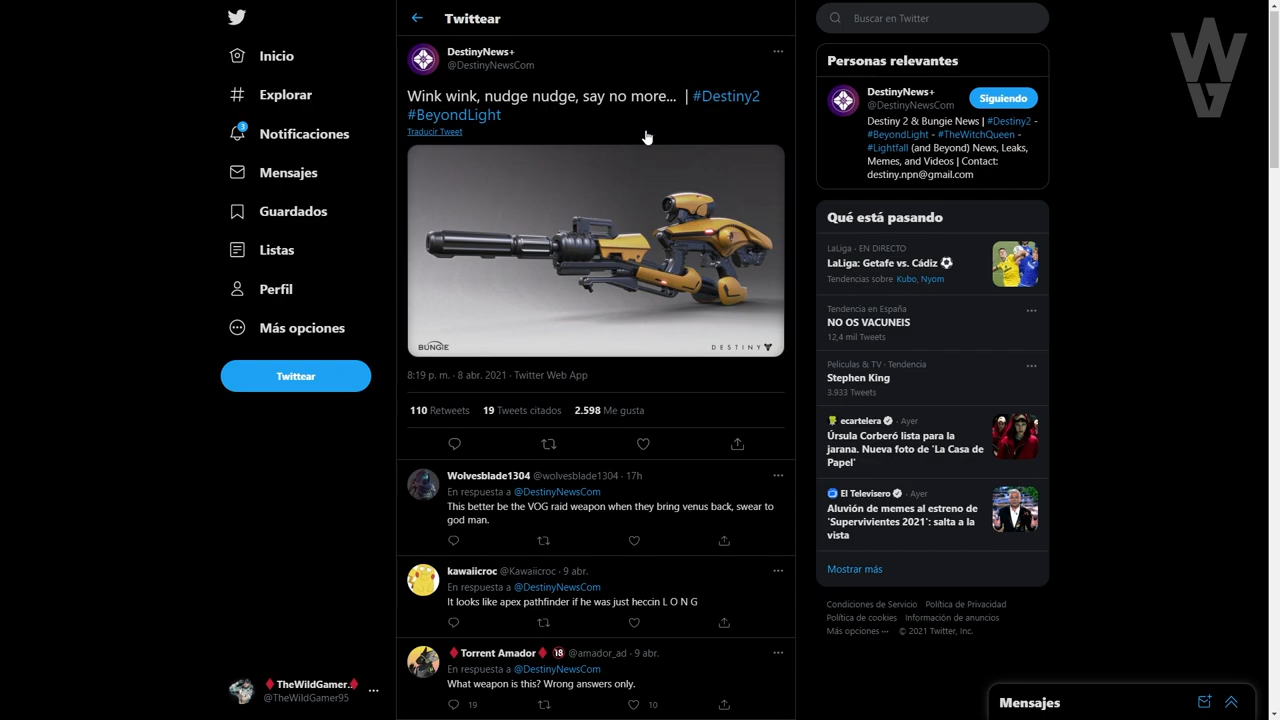 Inicio
Explorar
3
Notificaciones
Mensajes
Guardados
Listas
Perfil
Más opciones
Twittear
TheWildGamer..
@TheWildGamer95
Twittear
DestinyNews+
@DestinyNewsCom
Wink wink, nudge nudge, say no more... | #Destiny2
#BeyondLight
Traducir Tweet
BUNGIE
DESTINY
8:19 p. m. · 8 abr. 2021 · Twitter Web App
110 Retweets 19 Tweets citados 2.598 Me gusta
Wolvesblade1304 @wolvesblade1304 · 17h
En respuesta a @DestinyNewsCom
This better be the VOG raid weapon when they bring venus back, swear to
god man.
kawaiicroc @Kawaiicroc · 9 abr.
En respuesta a @DestinyNewsCom
It looks like apex pathfinder if he was just heccin L O N G
Torrent Amador 18 @amador_ad · 9 abr.
En respuesta a @DestinyNewsCom
What weapon is this? Wrong answers only.
19 10
Buscar en Twitter
Personas relevantes
DestinyNews+
@DestinyNewsCom
Siguiendo
Destiny 2 & Bungie News | #Destiny2 -
#BeyondLight - #TheWitchQueen -
#Lightfall (and Beyond) News, Leaks,
Memes, and Videos | Contact:
destiny.npn@gmail.com
Qué está pasando
LaLiga · EN DIRECTO
LaLiga: Getafe vs. Cádiz
Tendencias sobre Kubo, Nyom
Tendencia en España
NO OS VACUNEIS
12,4 mil Tweets
Películas & TV · Tendencia
Stephen King
3.933 Tweets
ecartelera · Ayer
Úrsula Corberó lista para la
jarana. Nueva foto de 'La Casa de
Papel'
El Televisero · Ayer
Aluvión de memes al estreno de
'Supervivientes 2021': salta a la
vista
Mostrar más
Condiciones de Servicio Política de Privacidad
Política de cookies Información de anuncios
Más opciones ··· © 2021 Twitter, Inc.
Mensajes
WG